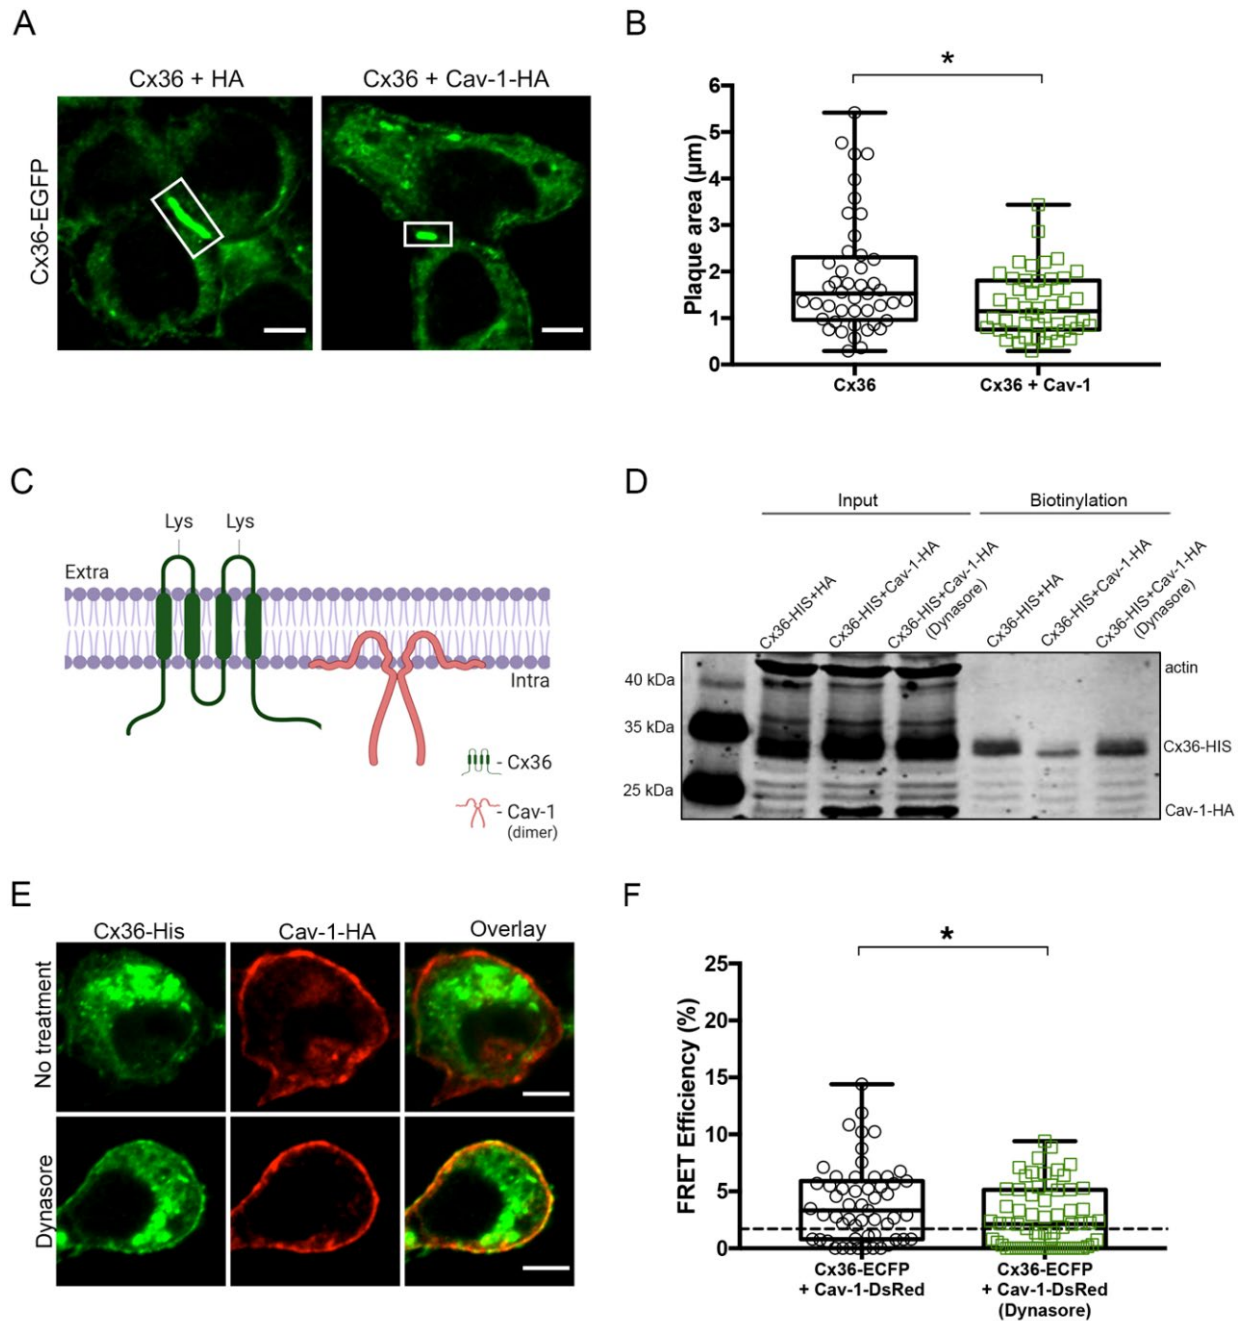 A
Cx36 + HA
Cx36 + Cav-1-HA
Cx36-EGFP
B
*
Plaque area (µm)
6
5
4
3
2
1
0
Cx36
Cx36 + Cav-1
C
Lys
Lys
Extra
Intra
- Cx36
- Cav-1
(dimer)
D
Input
Biotinylation
Cx36-HIS+HA
Cx36-HIS+Cav-1-HA
Cx36-HIS+Cav-1-HA
(Dynasore)
Cx36-HIS+HA
Cx36-HIS+Cav-1-HA
Cx36-HIS+Cav-1-HA
(Dynasore)
40 kDa
35 kDa
25 kDa
actin
Cx36-HIS
Cav-1-HA
E
Cx36-His
Cav-1-HA
Overlay
No treatment
Dynasore
F
*
FRET Efficiency (%)
25
20
15
10
5
0
Cx36-ECFP
+ Cav-1-DsRed
Cx36-ECFP
+ Cav-1-DsRed
(Dynasore)